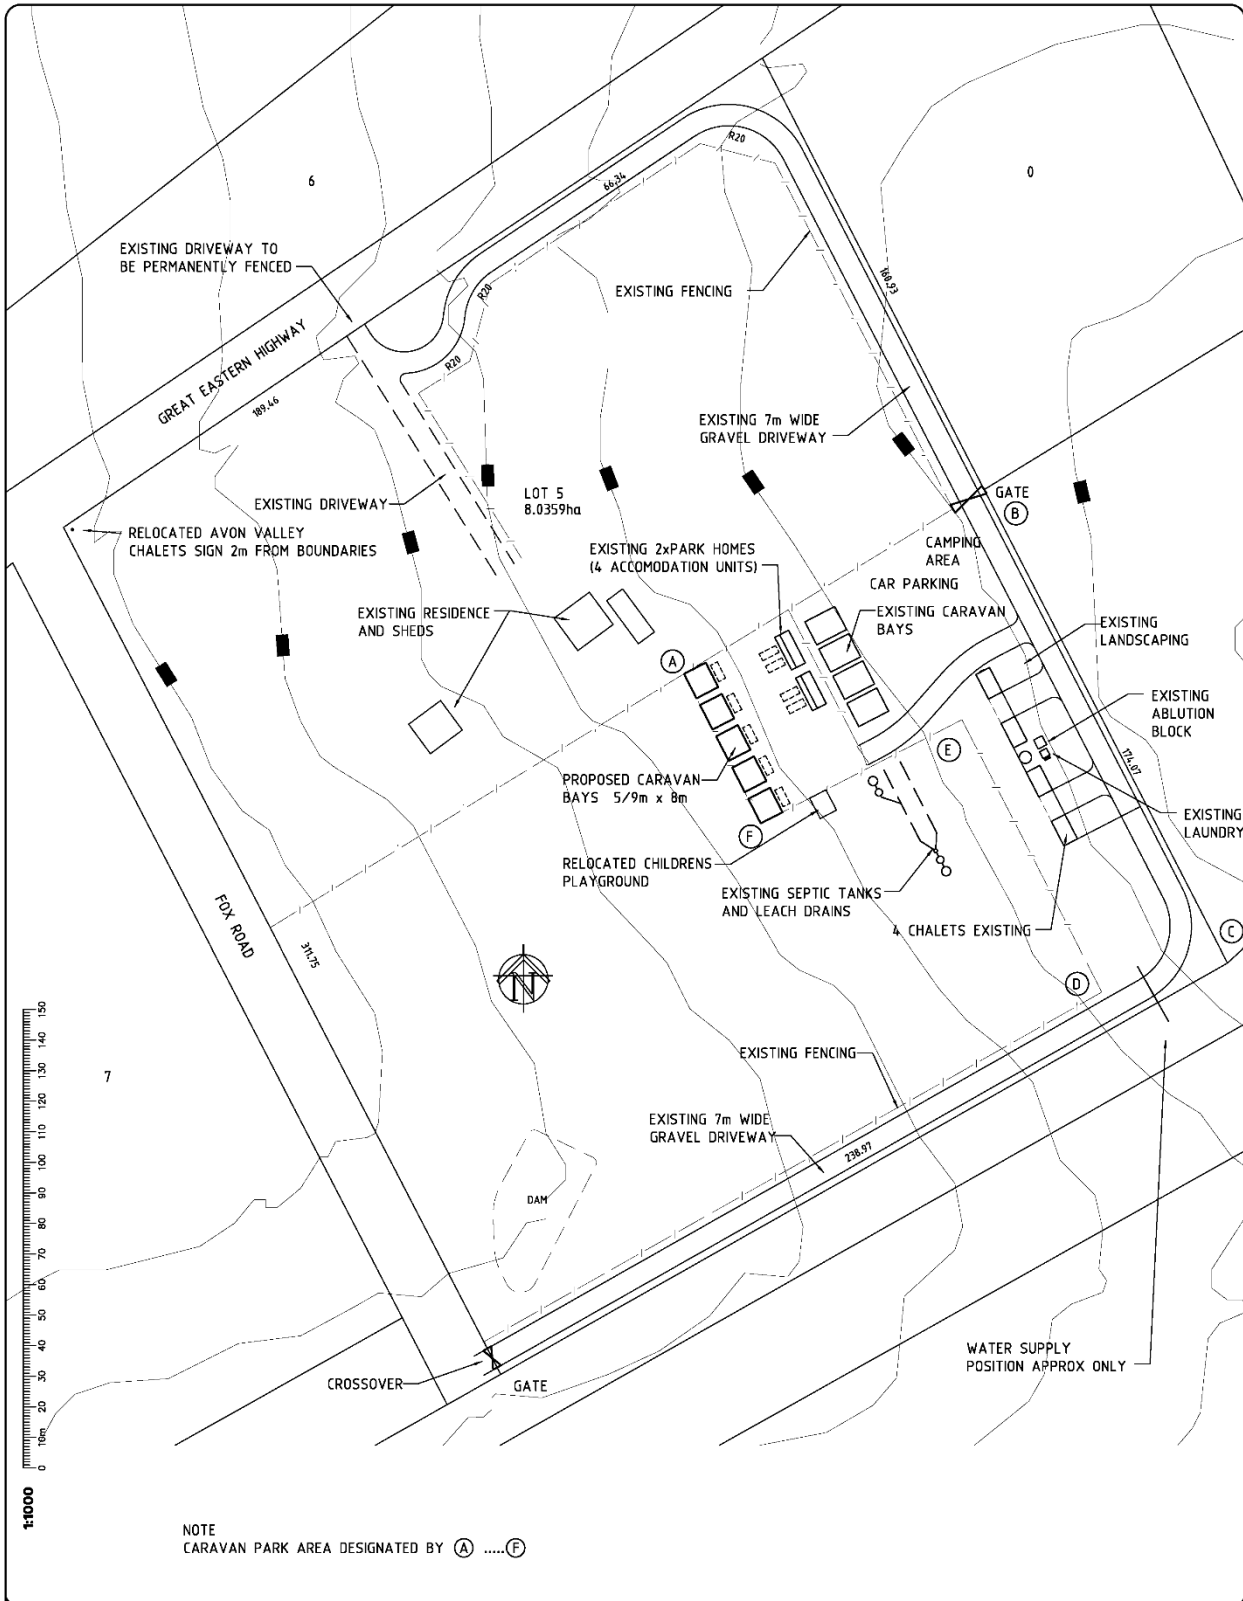 6
0
R20
66.34
EXISTING DRIVEWAY TO
BE PERMANENTLY FENCED
160.93
EXISTING FENCING
R20
R20
GREAT EASTERN HIGHWAY
189.46
EXISTING 7m WIDE
GRAVEL DRIVEWAY
EXISTING DRIVEWAY
LOT 5
8.0359ha
GATE
B
RELOCATED AVON VALLEY
CHALETS SIGN 2m FROM BOUNDARIES
EXISTING 2xPARK HOMES
(4 ACCOMODATION UNITS)
CAMPING
AREA
CAR PARKING
EXISTING RESIDENCE
AND SHEDS
EXISTING CARAVAN
BAYS
EXISTING
LANDSCAPING
A
EXISTING
ABLUTION
BLOCK
E
174.07
PROPOSED CARAVAN
BAYS 5/9m x 8m
EXISTING
LAUNDRY
F
RELOCATED CHILDRENS
PLAYGROUND
EXISTING SEPTIC TANKS
AND LEACH DRAINS
4 CHALETS EXISTING
C
FOX ROAD
311.75
N
D
EXISTING FENCING
7
EXISTING 7m WIDE
GRAVEL DRIVEWAY
238.97
DAM
WATER SUPPLY
POSITION APPROX ONLY
CROSSOVER
GATE
150
140
130
120
110
100
90
80
70
60
50
40
30
20
10m
0
1:1000
NOTE
CARAVAN PARK AREA DESIGNATED BY A .....F